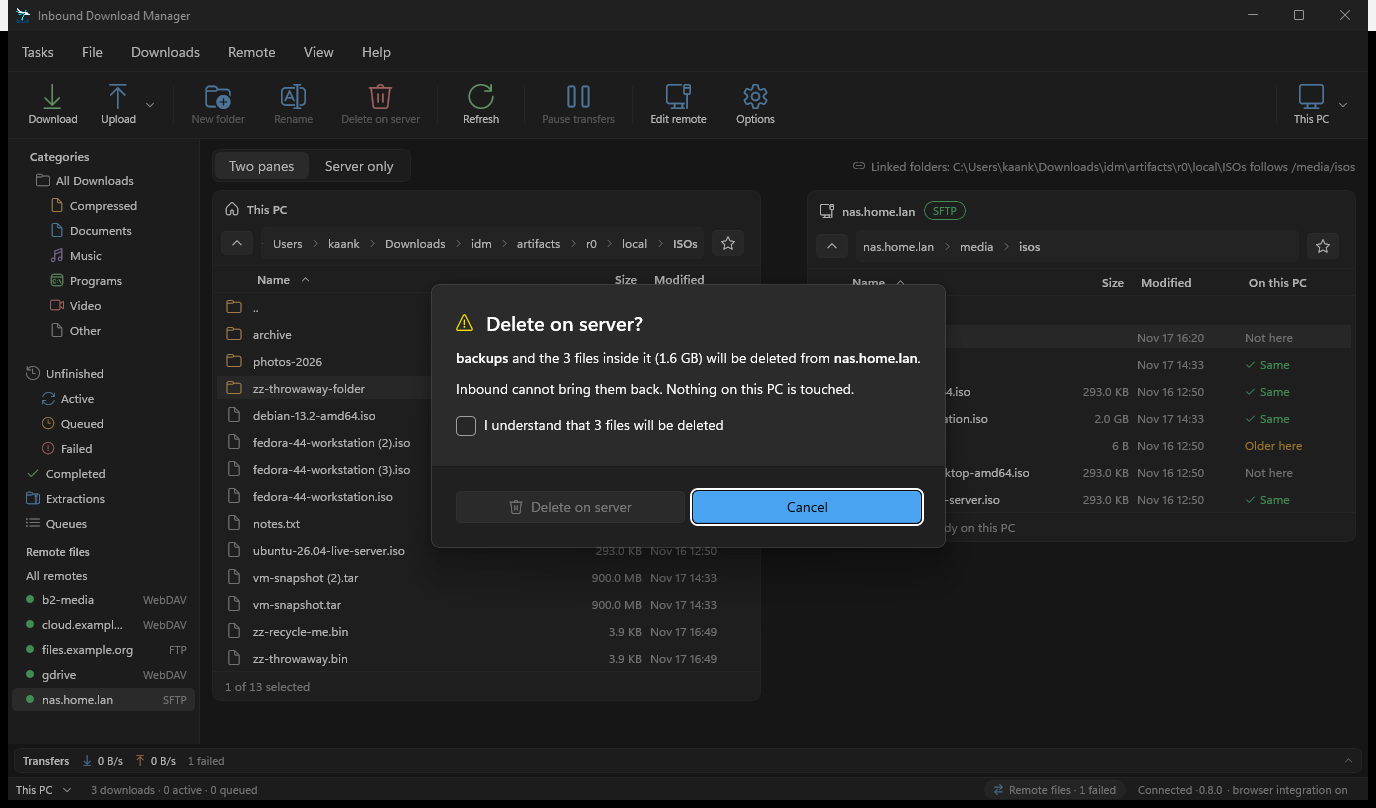 Inbound Download Manager
Tasks File Downloads Remote View Help
Download Upload New folder Rename Delete on server Refresh Pause transfers Edit remote Options This PC
Categories
All Downloads
Compressed
Documents
Music
Programs
Video
Other
Unfinished
Active
Queued
Failed
Completed
Extractions
Queues
Remote files
All remotes
b2-media WebDAV
cloud.exampl... WebDAV
files.example.org FTP
gdrive WebDAV
nas.home.lan SFTP
Two panes Server only
Linked folders: C:\Users\kaank\Downloads\idm\artifacts\r0\local\ISOs follows /media/isos
This PC
Users > kaank > Downloads > idm > artifacts > r0 > local > ISOs
Name Size Modified
..
archive
photos-2026
zz-throwaway-folder
debian-13.2-amd64.iso
fedora-44-workstation (2).iso
fedora-44-workstation (3).iso
fedora-44-workstation.iso
notes.txt
ubuntu-26.04-live-server.iso 293.0 KB Nov 16 12:50
vm-snapshot (2).tar 900.0 MB Nov 17 14:33
vm-snapshot.tar 900.0 MB Nov 17 14:33
zz-recycle-me.bin 3.9 KB Nov 17 16:49
zz-throwaway.bin 3.9 KB Nov 17 16:49
1 of 13 selected
nas.home.lan SFTP
nas.home.lan > media > isos
Name Size Modified On this PC
Nov 17 16:20 Not here
Nov 17 14:33 Same
4.iso 293.0 KB Nov 16 12:50 Same
tion.iso 2.0 GB Nov 17 14:33 Same
6 B Nov 16 12:50 Older here
ktop-amd64.iso 293.0 KB Nov 16 12:50 Not here
-server.iso 293.0 KB Nov 16 12:50 Same
dy on this PC
Delete on server?
backups and the 3 files inside it (1.6 GB) will be deleted from nas.home.lan.
Inbound cannot bring them back. Nothing on this PC is touched.
I understand that 3 files will be deleted
Delete on server Cancel
Transfers 0 B/s 0 B/s 1 failed
This PC 3 downloads · 0 active · 0 queued Remote files · 1 failed Connected ·0.8.0 · browser integration on